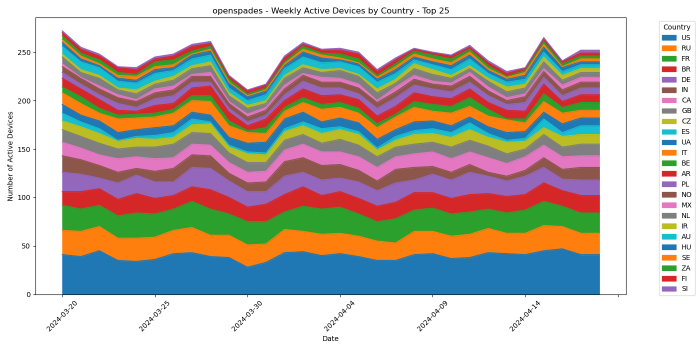 openspades - Weekly Active Devices by Country - Top 25
Number of Active Devices
250
200
150
100
50
0
2024-03-20
2024-03-25
2024-03-30
2024-04-04
2024-04-09
2024-04-14
Date
Country
US
RU
FR
BR
DE
IN
CA
GB
CZ
ES
UA
IT
BE
AR
PL
NO
MX
NL
IR
AU
HU
SE
ZA
FI
SI